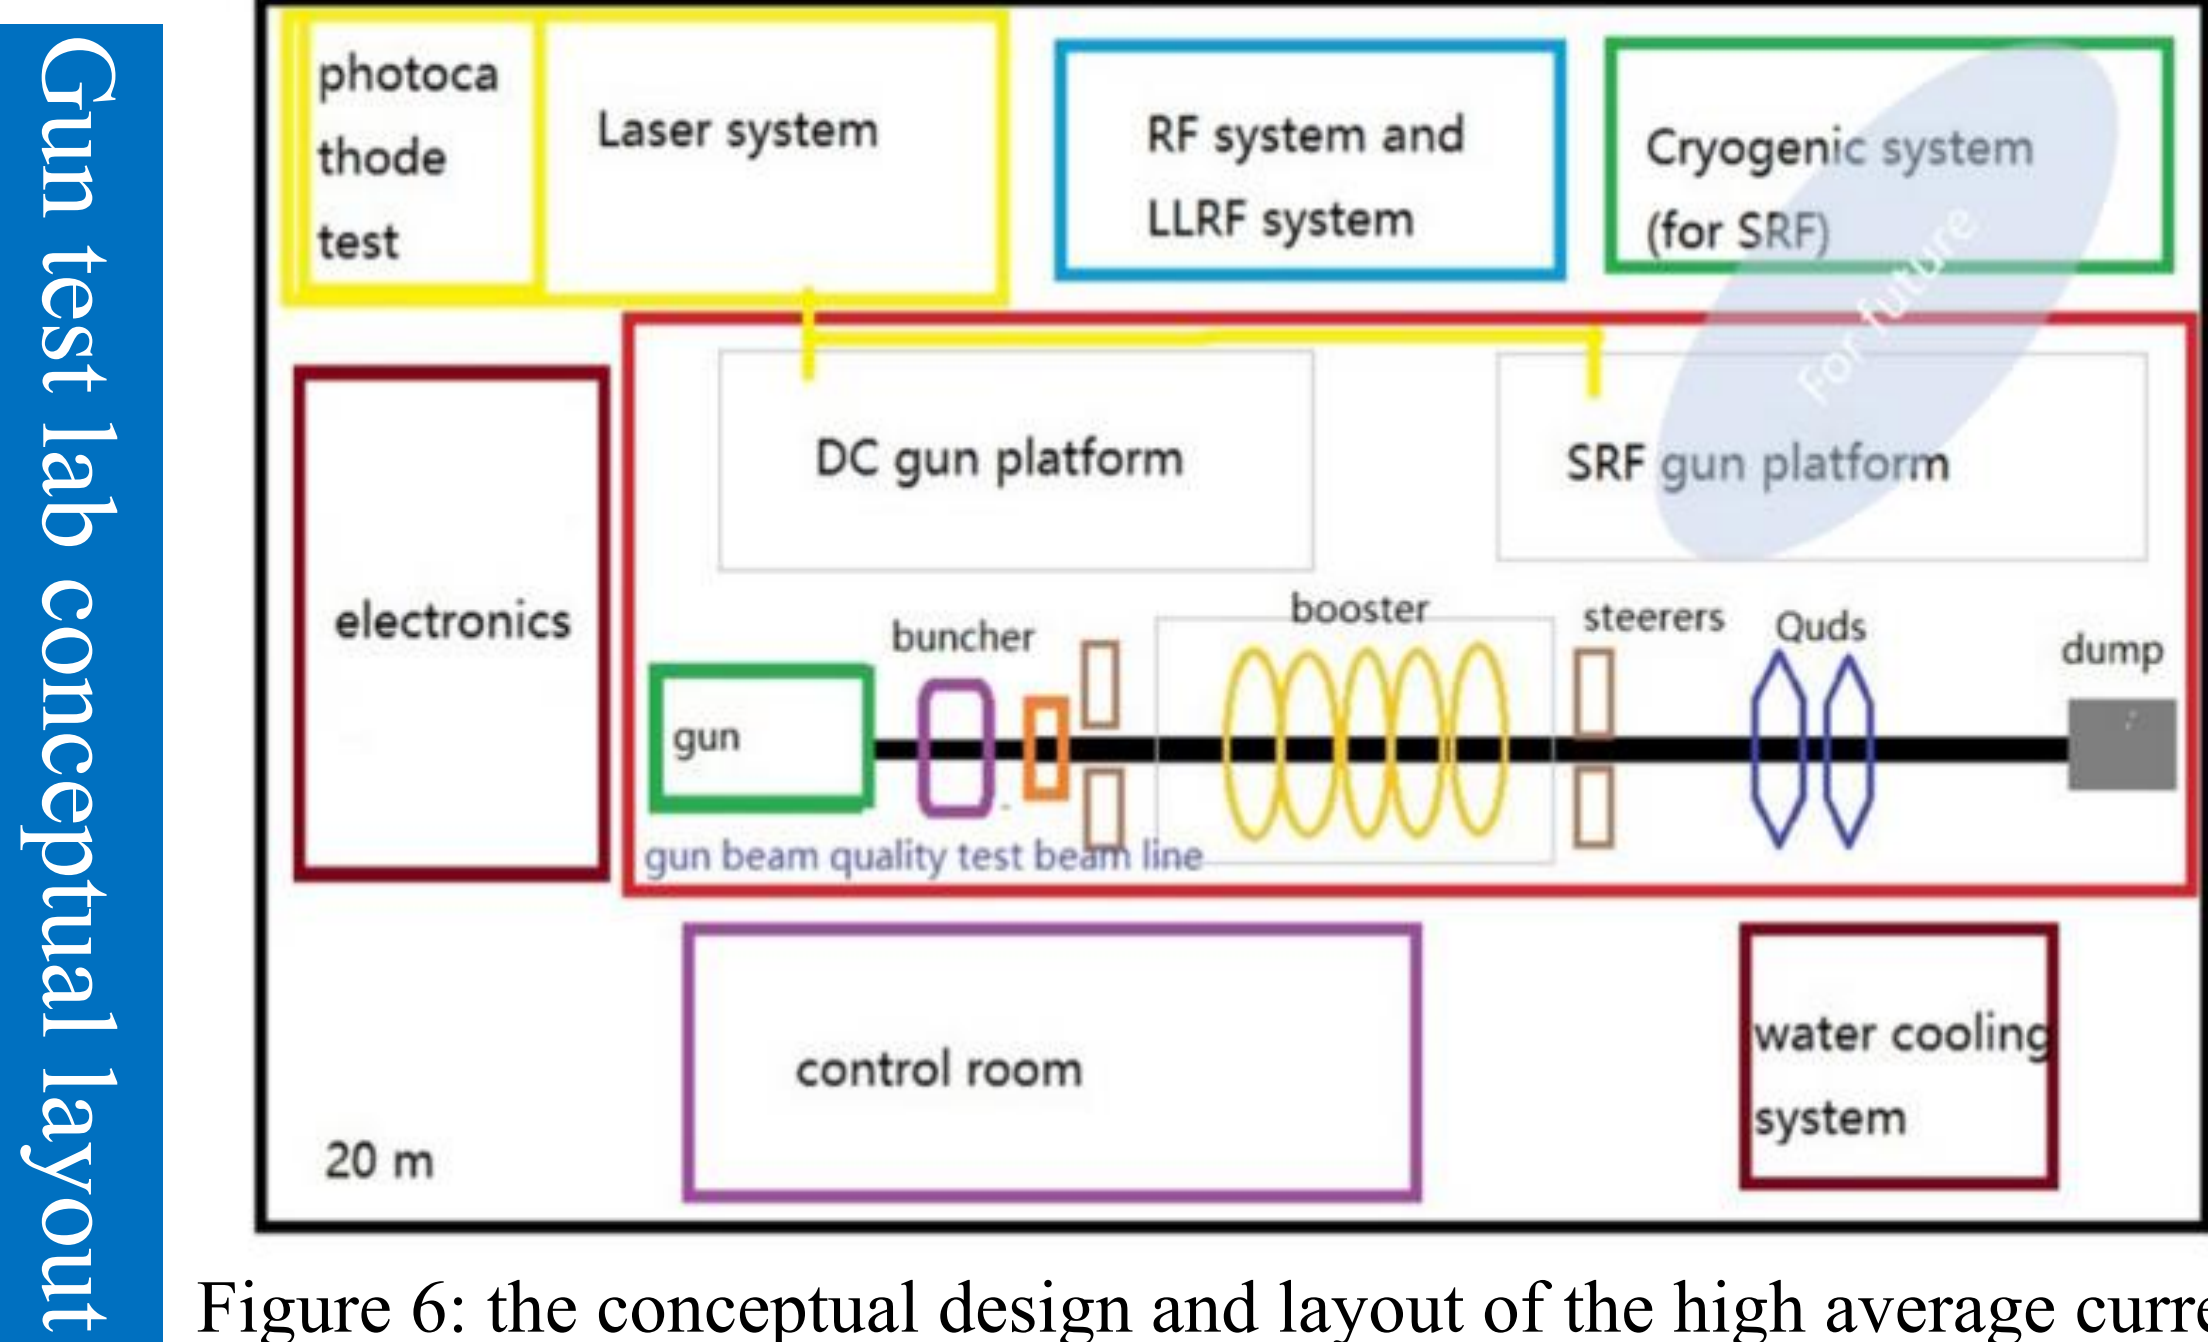 Gun test lab conceptual layout
photoca
thode
test
Laser system
RF system and
LLRF system
Cryogenic system
(for SRF)
For future
DC gun platform
SRF gun platform
electronics
buncher
booster
steerers
Quds
dump
gun
gun beam quality test beam line
control room
water cooling
system
20 m
Figure 6: the conceptual design and layout of the high average curre